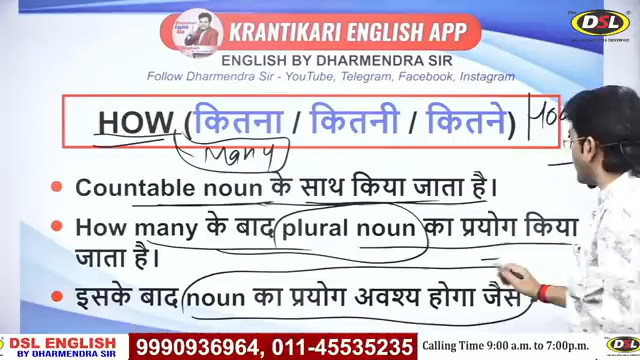 KRANTIKARI ENGLISH APP
ENGLISH BY DHARMENDRA SIR
Follow Dharmendra Sir - YouTube, Telegram, Facebook, Instagram
DSL
HOW (कितना / कितनी / कितने)
many
Countable noun के साथ किया जाता है।
How many के बाद plural noun का प्रयोग किया
जाता है।
इसके बाद noun का प्रयोग अवश्य होगा जैसे
DSL ENGLISH
BY DHARMENDRA SIR
9990936964, 011-45535235
Calling Time 9:00 a.m. to 7:00p.m.